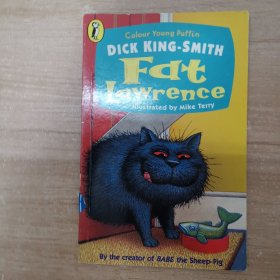 Colour Young Puffin
DICK KING-SMITH
Fat
Lawrence
Illustrated by Mike Terry
By the creator of BABE the Sheep-Pig